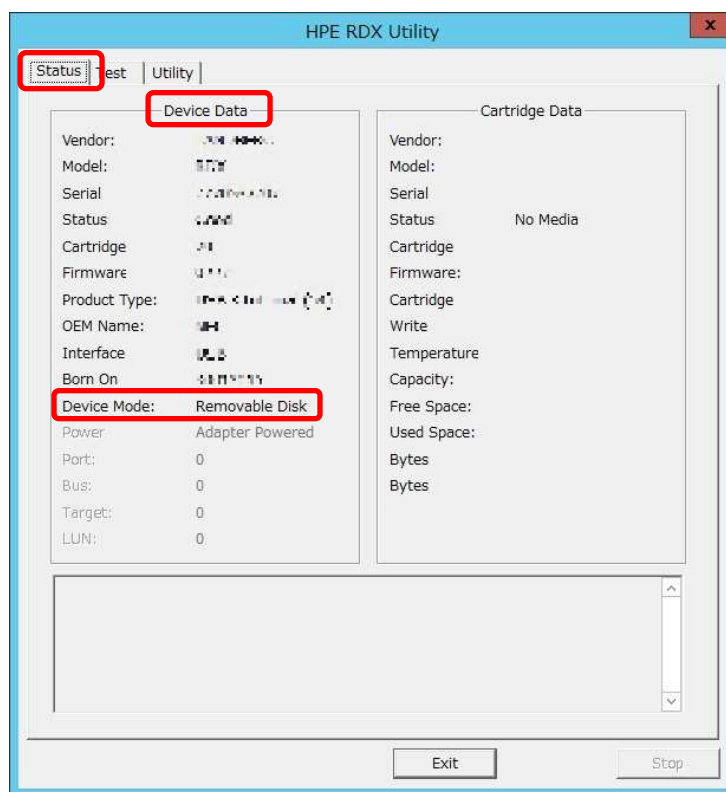 HPE RDX Utility
x
Status Test Utility
Device Data
Vendor:
Model:
Serial
Status
Cartridge
Firmware
Product Type:
OEM Name:
Interface
Born On
Device Mode: Removable Disk
Power Adapter Powered
Port: 0
Bus: 0
Target: 0
LUN: 0
Cartridge Data
Vendor:
Model:
Serial
Status No Media
Cartridge
Firmware:
Cartridge
Write
Temperature
Capacity:
Free Space:
Used Space:
Bytes
Bytes
Exit Stop